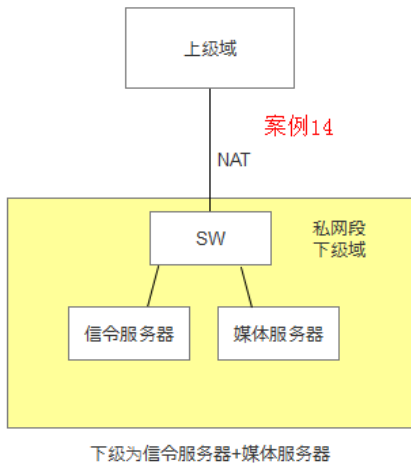 上级域
案例14
NAT
SW
私网段
下级域
信令服务器
媒体服务器
下级为信令服务器+媒体服务器